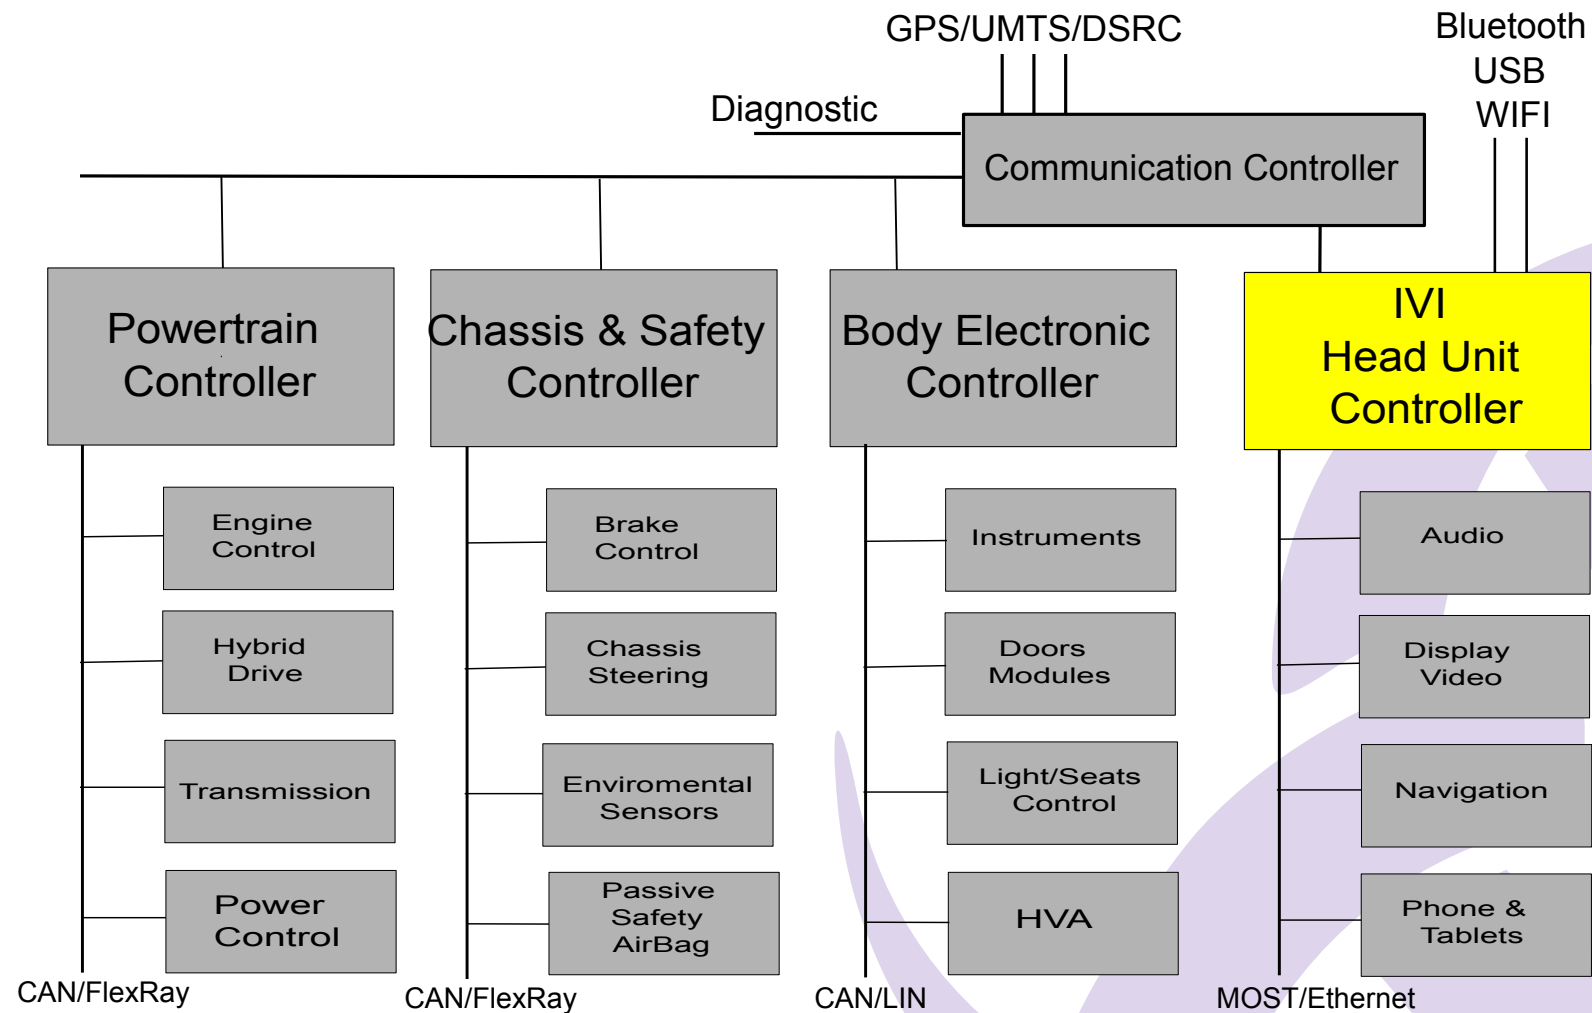 GPS/UMTS/DSRC
Bluetooth
USB
WIFI
Diagnostic
Communication Controller
Powertrain
Controller
Chassis & Safety
Controller
Body Electronic
Controller
IVI
Head Unit
Controller
Engine
Control
Brake
Control
Instruments
Audio
Hybrid
Drive
Chassis
Steering
Doors
Modules
Display
Video
Transmission
Enviromental
Sensors
Light/Seats
Control
Navigation
Power
Control
Passive
Safety
AirBag
HVA
Phone &
Tablets
CAN/FlexRay
CAN/FlexRay
CAN/LIN
MOST/Ethernet